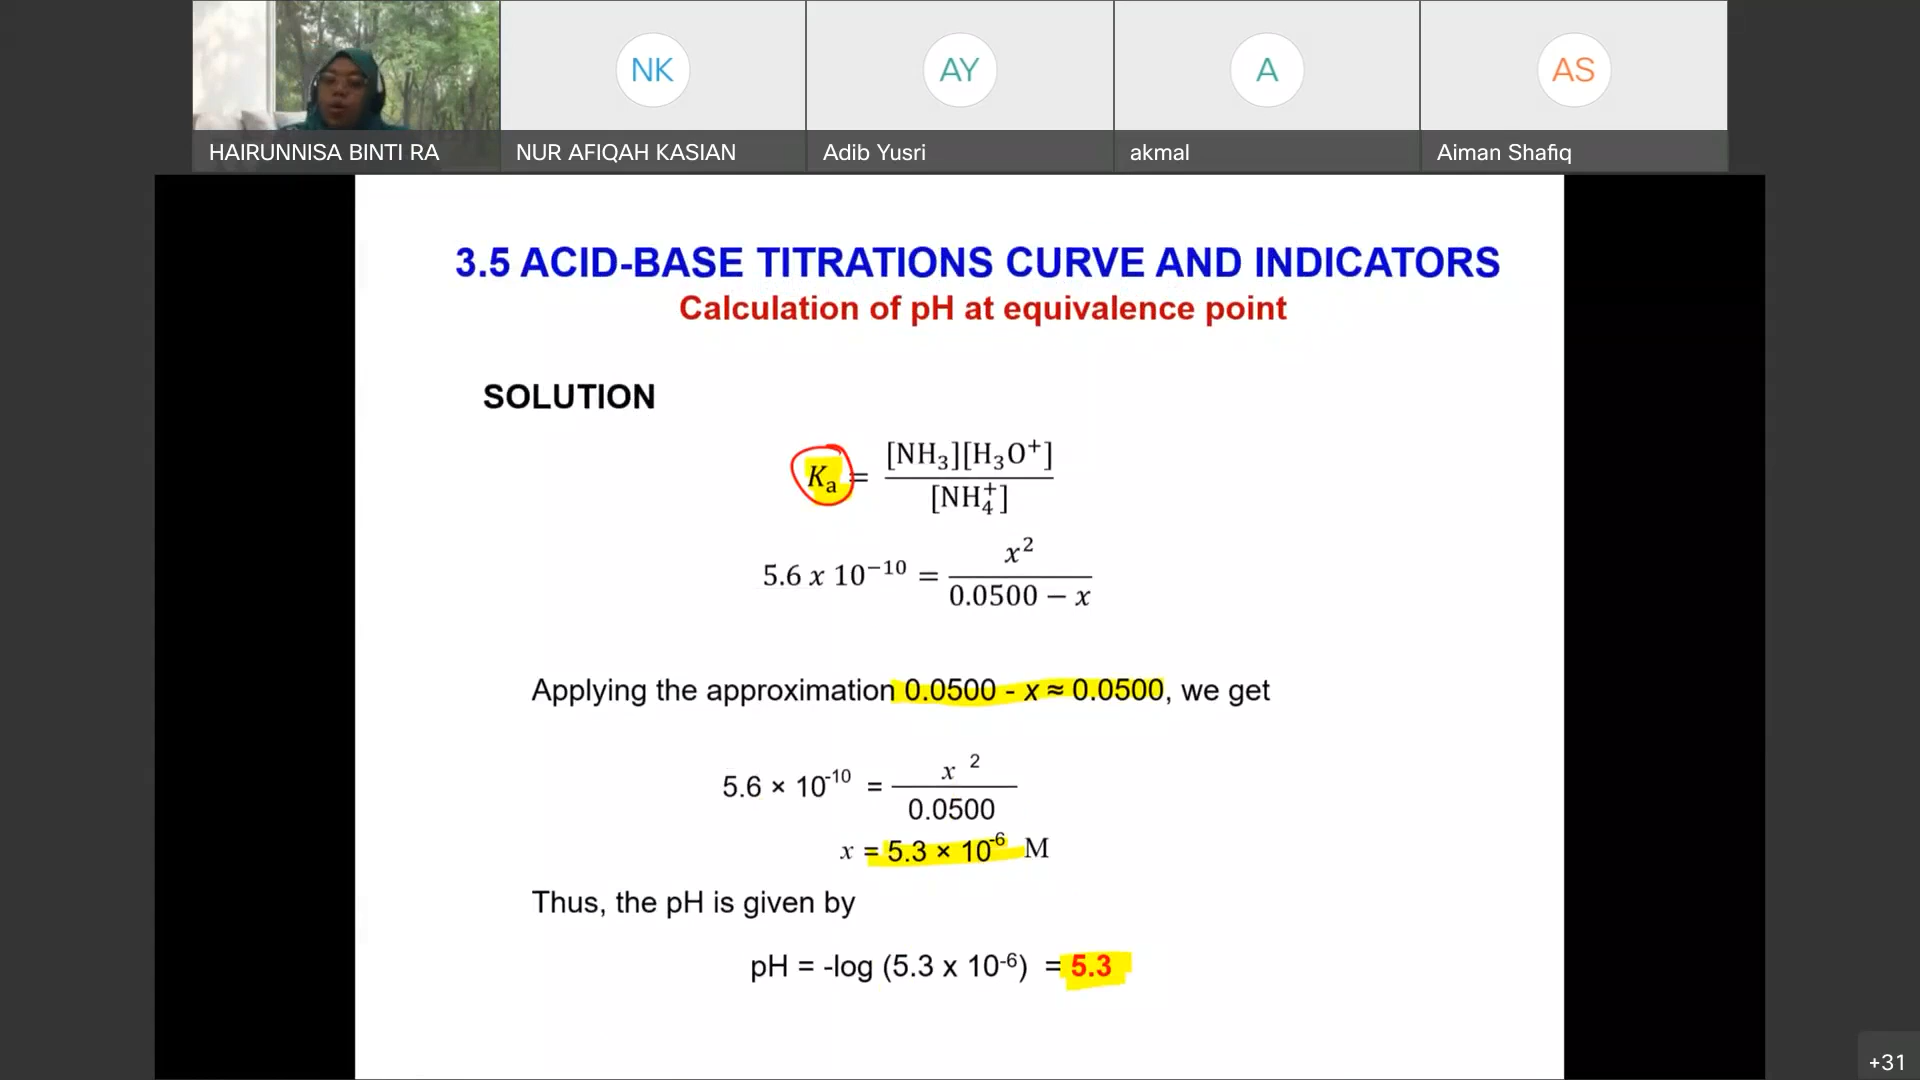 NK
AY
A
AS
HAIRUNNISA BINTI RA
NUR AFIQAH KASIAN
Adib Yusri
akmal
Aiman Shafiq
3.5 ACID-BASE TITRATIONS CURVE AND INDICATORS
Calculation of pH at equivalence point
SOLUTION
Kₐ = [NH₃][H₃O⁺] / [NH₄⁺]
5.6 x 10⁻¹⁰ = x² / 0.0500 − x
Applying the approximation 0.0500 - x ≈ 0.0500, we get
5.6 × 10⁻¹⁰ = x ² / 0.0500
x = 5.3 × 10⁻⁶ M
Thus, the pH is given by
pH = -log (5.3 x 10⁻⁶) = 5.3
+31